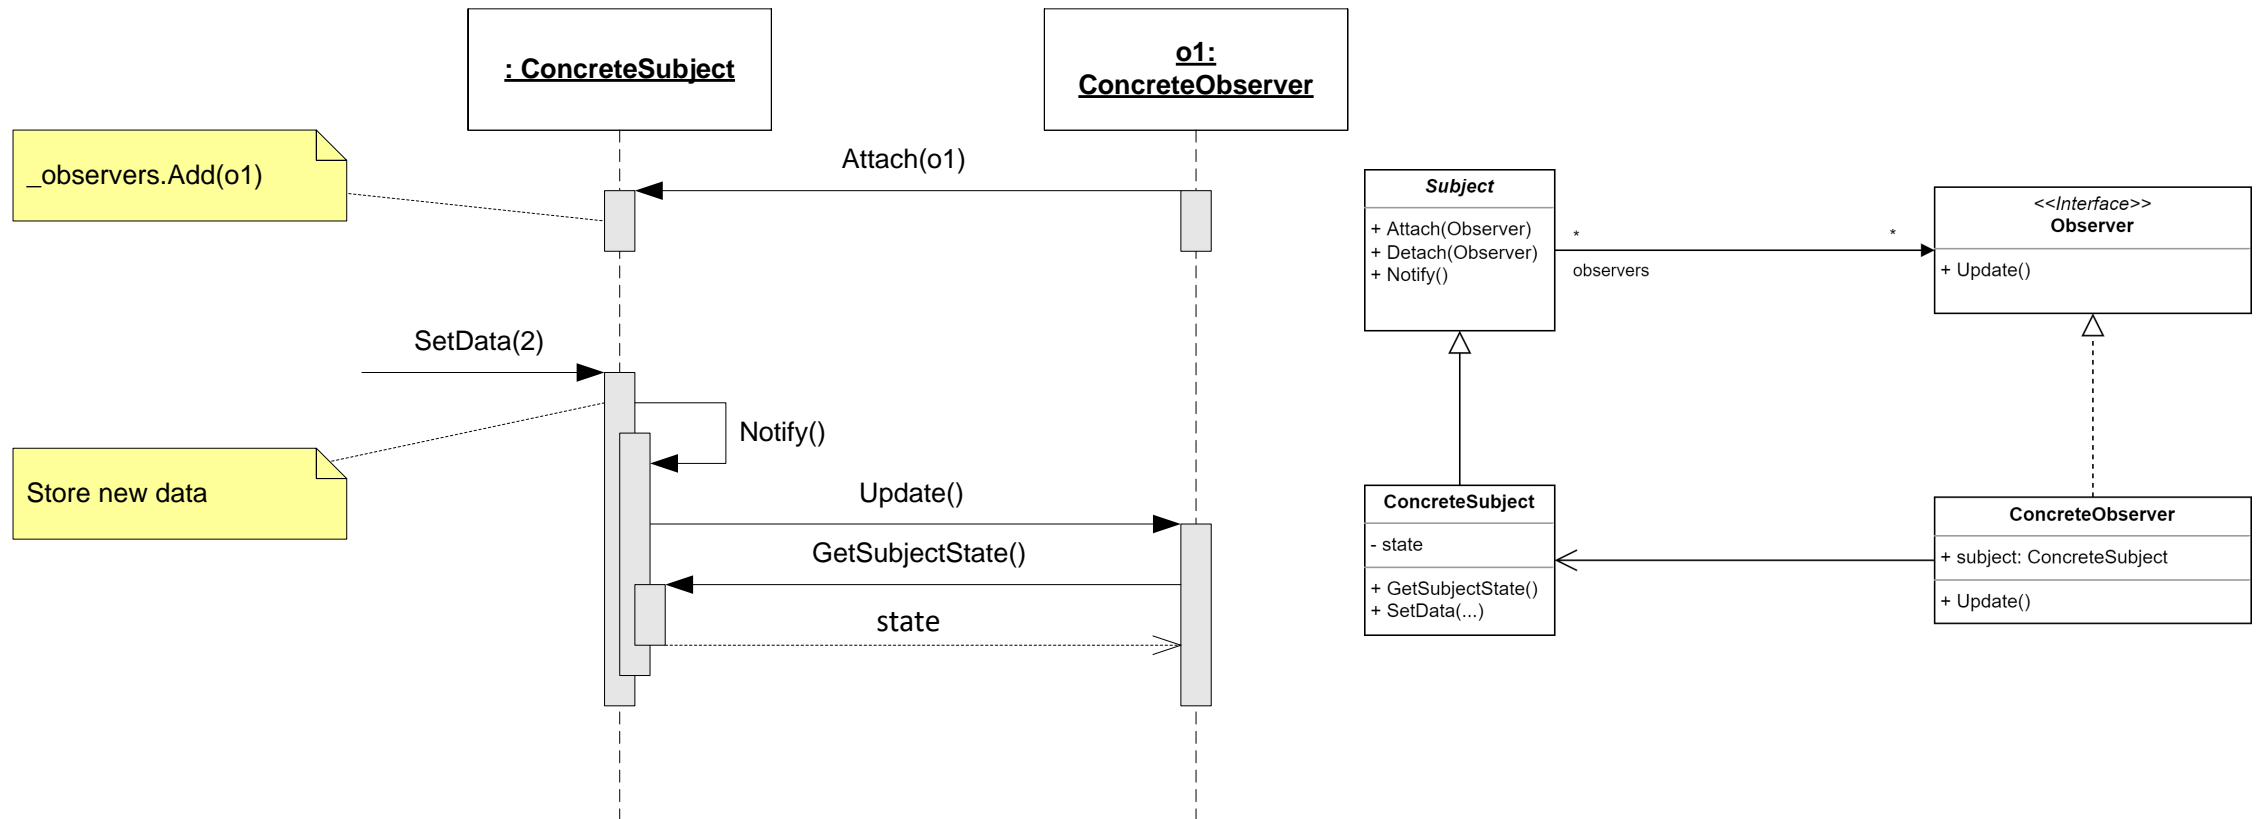 : ConcreteSubject
o1:
ConcreteObserver
_observers.Add(o1)
Attach(o1)
SetData(2)
Notify()
Store new data
Update()
GetSubjectState()
state
Subject
+ Attach(Observer)
+ Detach(Observer)
+ Notify()
*
*
observers
<<Interface>>
Observer
+ Update()
ConcreteSubject
- state
+ GetSubjectState()
+ SetData(...)
ConcreteObserver
+ subject: ConcreteSubject
+ Update()